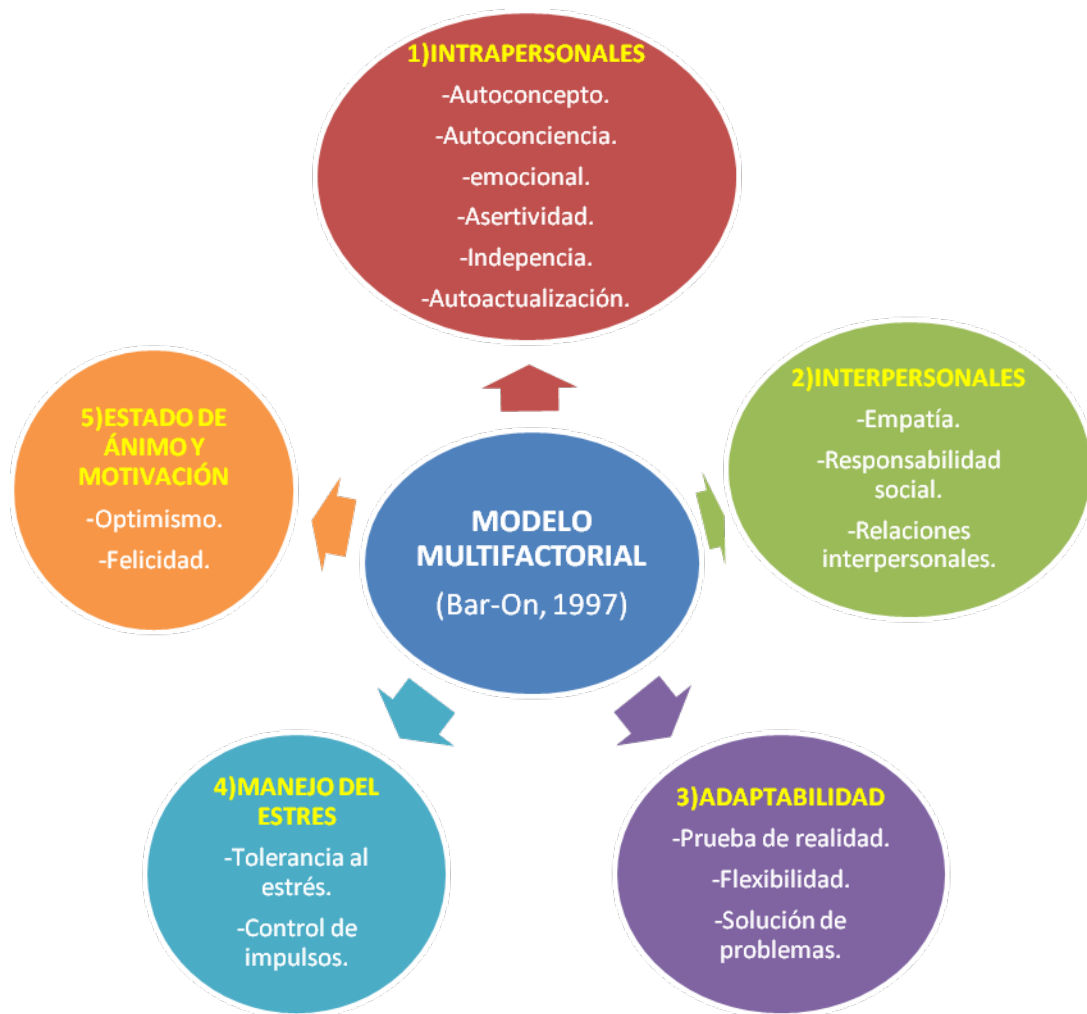 1)INTRAPERSONALES
-Autoconcepto.
-Autoconciencia.
-emocional.
-Asertividad.
-Indepencia.
-Autoactualización.
2)INTERPERSONALES
-Empatía.
-Responsabilidad
social.
-Relaciones
interpersonales.
5)ESTADO DE
ÁNIMO Y
MOTIVACIÓN
-Optimismo.
-Felicidad.
MODELO
MULTIFACTORIAL
(Bar-On, 1997)
4)MANEJO DEL
ESTRES
-Tolerancia al
estrés.
-Control de
impulsos.
3)ADAPTABILIDAD
-Prueba de realidad.
-Flexibilidad.
-Solución de
problemas.